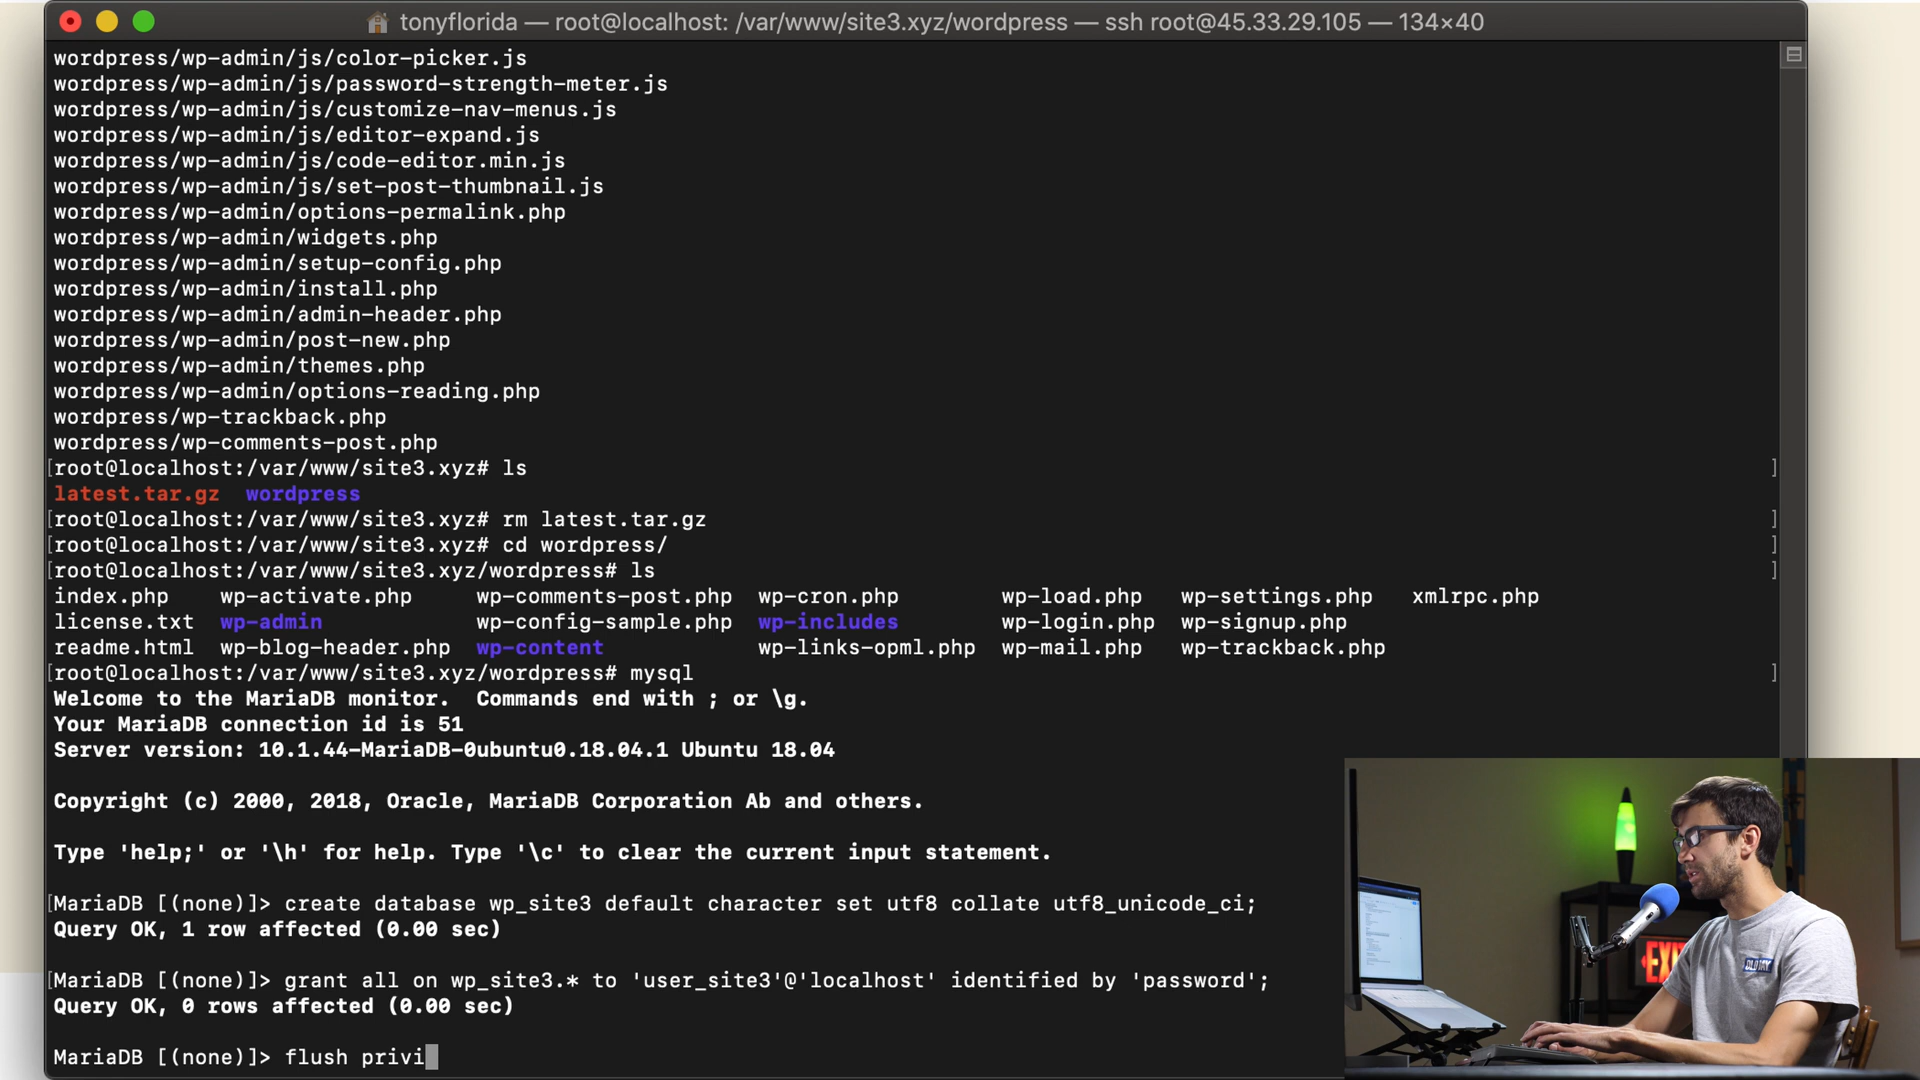 tonyflorida — root@localhost: /var/www/site3.xyz/wordpress — ssh root@45.33.29.105 — 134×40
wordpress/wp-admin/js/color-picker.js
wordpress/wp-admin/js/password-strength-meter.js
wordpress/wp-admin/js/customize-nav-menus.js
wordpress/wp-admin/js/editor-expand.js
wordpress/wp-admin/js/code-editor.min.js
wordpress/wp-admin/js/set-post-thumbnail.js
wordpress/wp-admin/options-permalink.php
wordpress/wp-admin/widgets.php
wordpress/wp-admin/setup-config.php
wordpress/wp-admin/install.php
wordpress/wp-admin/admin-header.php
wordpress/wp-admin/post-new.php
wordpress/wp-admin/themes.php
wordpress/wp-admin/options-reading.php
wordpress/wp-trackback.php
wordpress/wp-comments-post.php
[root@localhost:/var/www/site3.xyz# ls ]
latest.tar.gz  wordpress
[root@localhost:/var/www/site3.xyz# rm latest.tar.gz ]
[root@localhost:/var/www/site3.xyz# cd wordpress/ ]
[root@localhost:/var/www/site3.xyz/wordpress# ls ]
index.php    wp-activate.php     wp-comments-post.php  wp-cron.php        wp-load.php   wp-settings.php   xmlrpc.php
license.txt  wp-admin            wp-config-sample.php  wp-includes        wp-login.php  wp-signup.php
readme.html  wp-blog-header.php  wp-content            wp-links-opml.php  wp-mail.php   wp-trackback.php
[root@localhost:/var/www/site3.xyz/wordpress# mysql ]
Welcome to the MariaDB monitor.  Commands end with ; or \g.
Your MariaDB connection id is 51
Server version: 10.1.44-MariaDB-0ubuntu0.18.04.1 Ubuntu 18.04
Copyright (c) 2000, 2018, Oracle, MariaDB Corporation Ab and others.
Type 'help;' or '\h' for help. Type '\c' to clear the current input statement.
[MariaDB [(none)]> create database wp_site3 default character set utf8 collate utf8_unicode_ci;
Query OK, 1 row affected (0.00 sec)
[MariaDB [(none)]> grant all on wp_site3.* to 'user_site3'@'localhost' identified by 'password';
Query OK, 0 rows affected (0.00 sec)
MariaDB [(none)]> flush privi
OLD NAVY